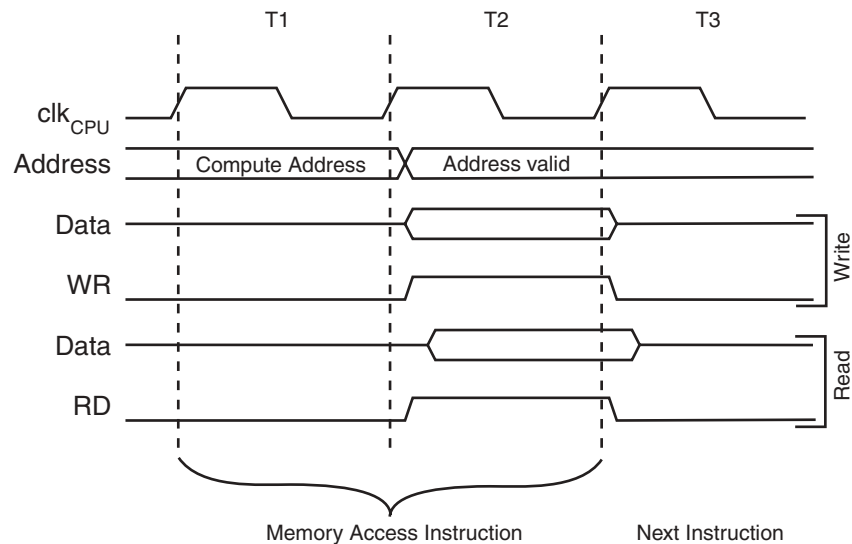 T1 T2 T3
clkCPU
Address Compute Address Address valid
Data
WR
Write
Data
RD
Read
Memory Access Instruction Next Instruction